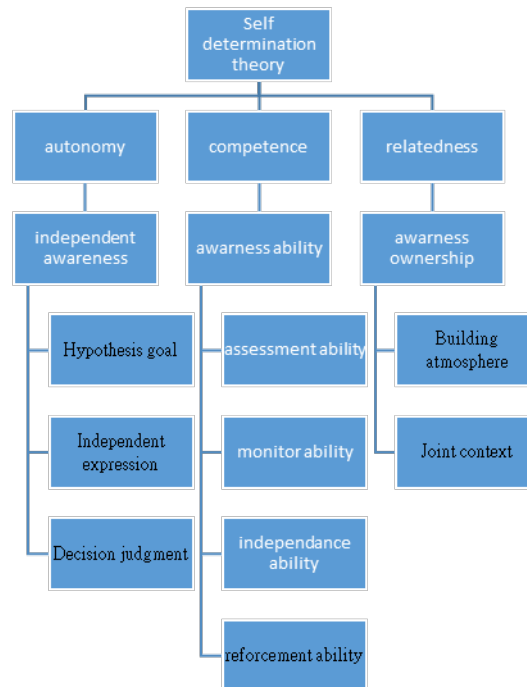 Self
determination
theory
autonomy
competence
relatedness
independent
awareness
awarness ability
awarness
ownership
Hypothesis goal
assessment ability
Building
atmosphere
Independent
expression
monitor ability
Joint context
Decision judgment
independance
ability
reforcement ability